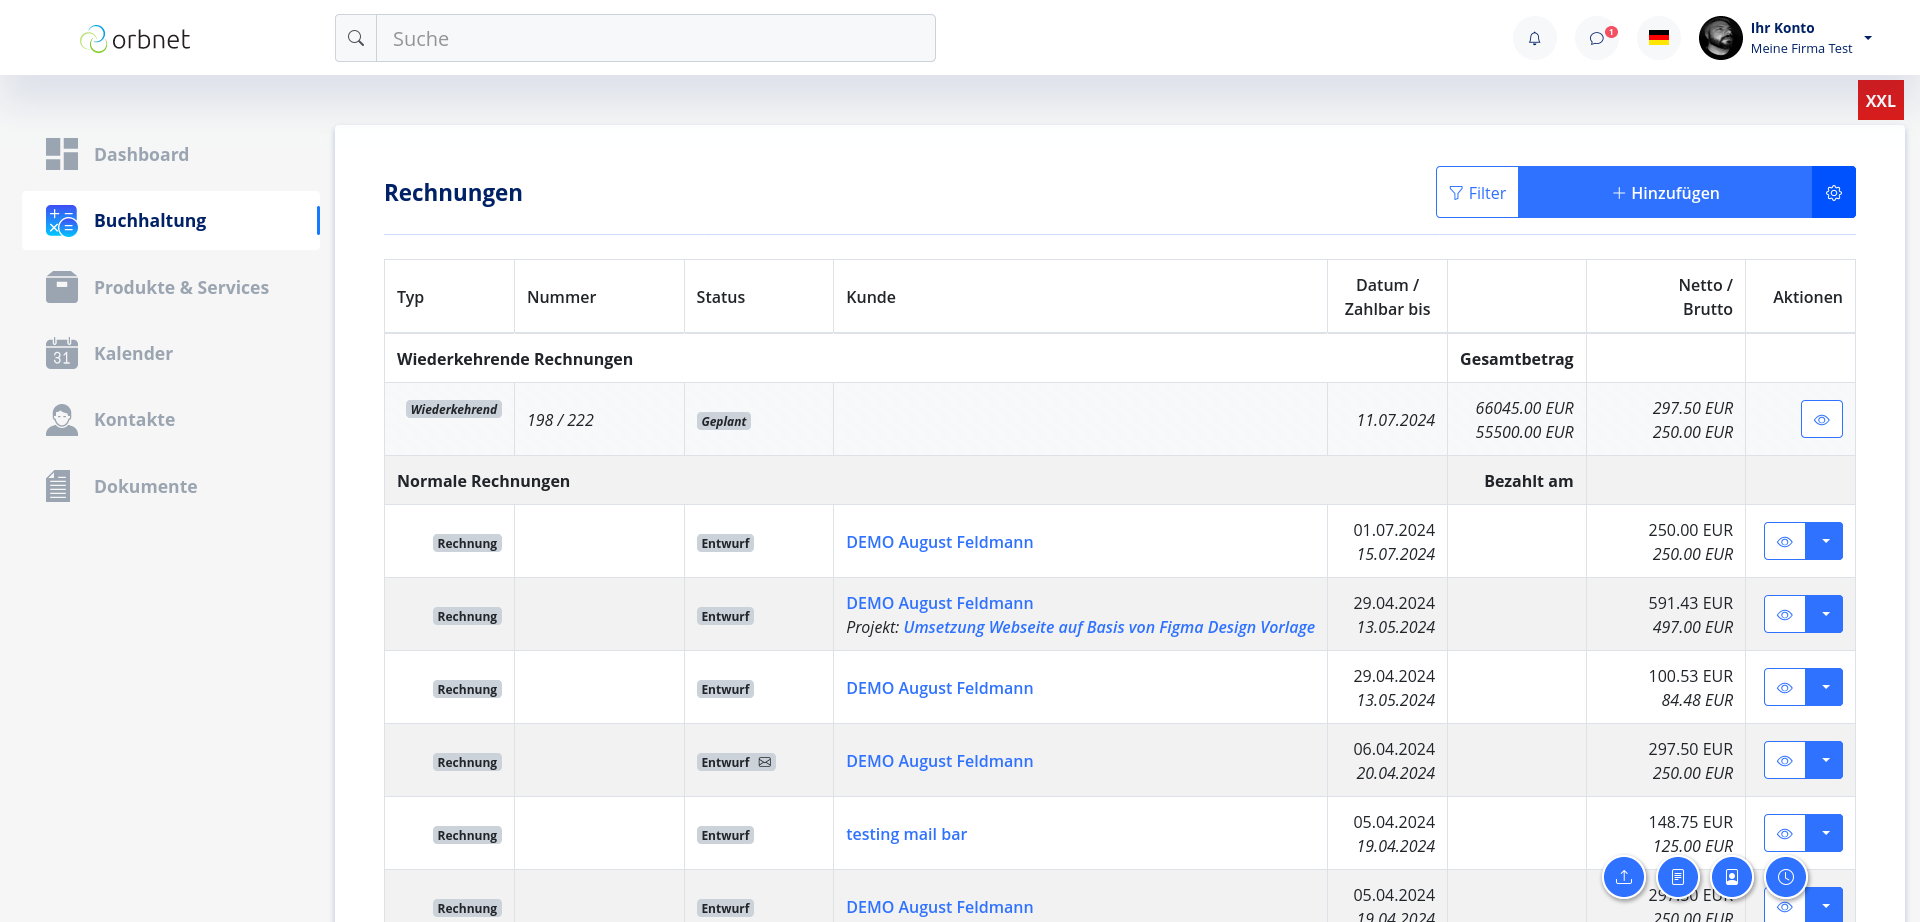 orbnet
Suche
1
Ihr Konto
Meine Firma Test
XXL
Dashboard
Buchhaltung
Produkte & Services
31
Kalender
Kontakte
Dokumente
Rechnungen
Filter
Hinzufügen
Typ
Nummer
Status
Kunde
Datum /
Zahlbar bis
Netto /
Brutto
Aktionen
Wiederkehrende Rechnungen
Gesamtbetrag
Wiederkehrend
198 / 222
Geplant
11.07.2024
66045.00 EUR
55500.00 EUR
297.50 EUR
250.00 EUR
Normale Rechnungen
Bezahlt am
Rechnung
Entwurf
DEMO August Feldmann
01.07.2024
15.07.2024
250.00 EUR
250.00 EUR
Rechnung
Entwurf
DEMO August Feldmann
Projekt: Umsetzung Webseite auf Basis von Figma Design Vorlage
29.04.2024
13.05.2024
591.43 EUR
497.00 EUR
Rechnung
Entwurf
DEMO August Feldmann
29.04.2024
13.05.2024
100.53 EUR
84.48 EUR
Rechnung
Entwurf
DEMO August Feldmann
06.04.2024
20.04.2024
297.50 EUR
250.00 EUR
Rechnung
Entwurf
testing mail bar
05.04.2024
19.04.2024
148.75 EUR
125.00 EUR
Rechnung
Entwurf
DEMO August Feldmann
05.04.2024
19.04.2024
EUR
250.00 EUR